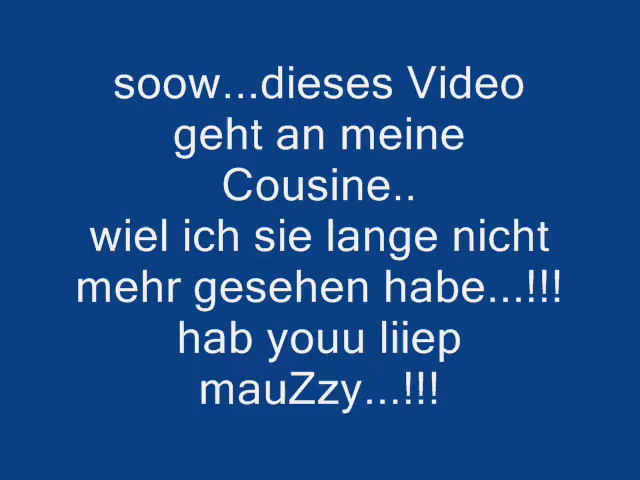 soow...dieses Video
geht an meine
Cousine..
wiel ich sie lange nicht
mehr gesehen habe...!!!
hab youu liiep
mauZzy...!!!